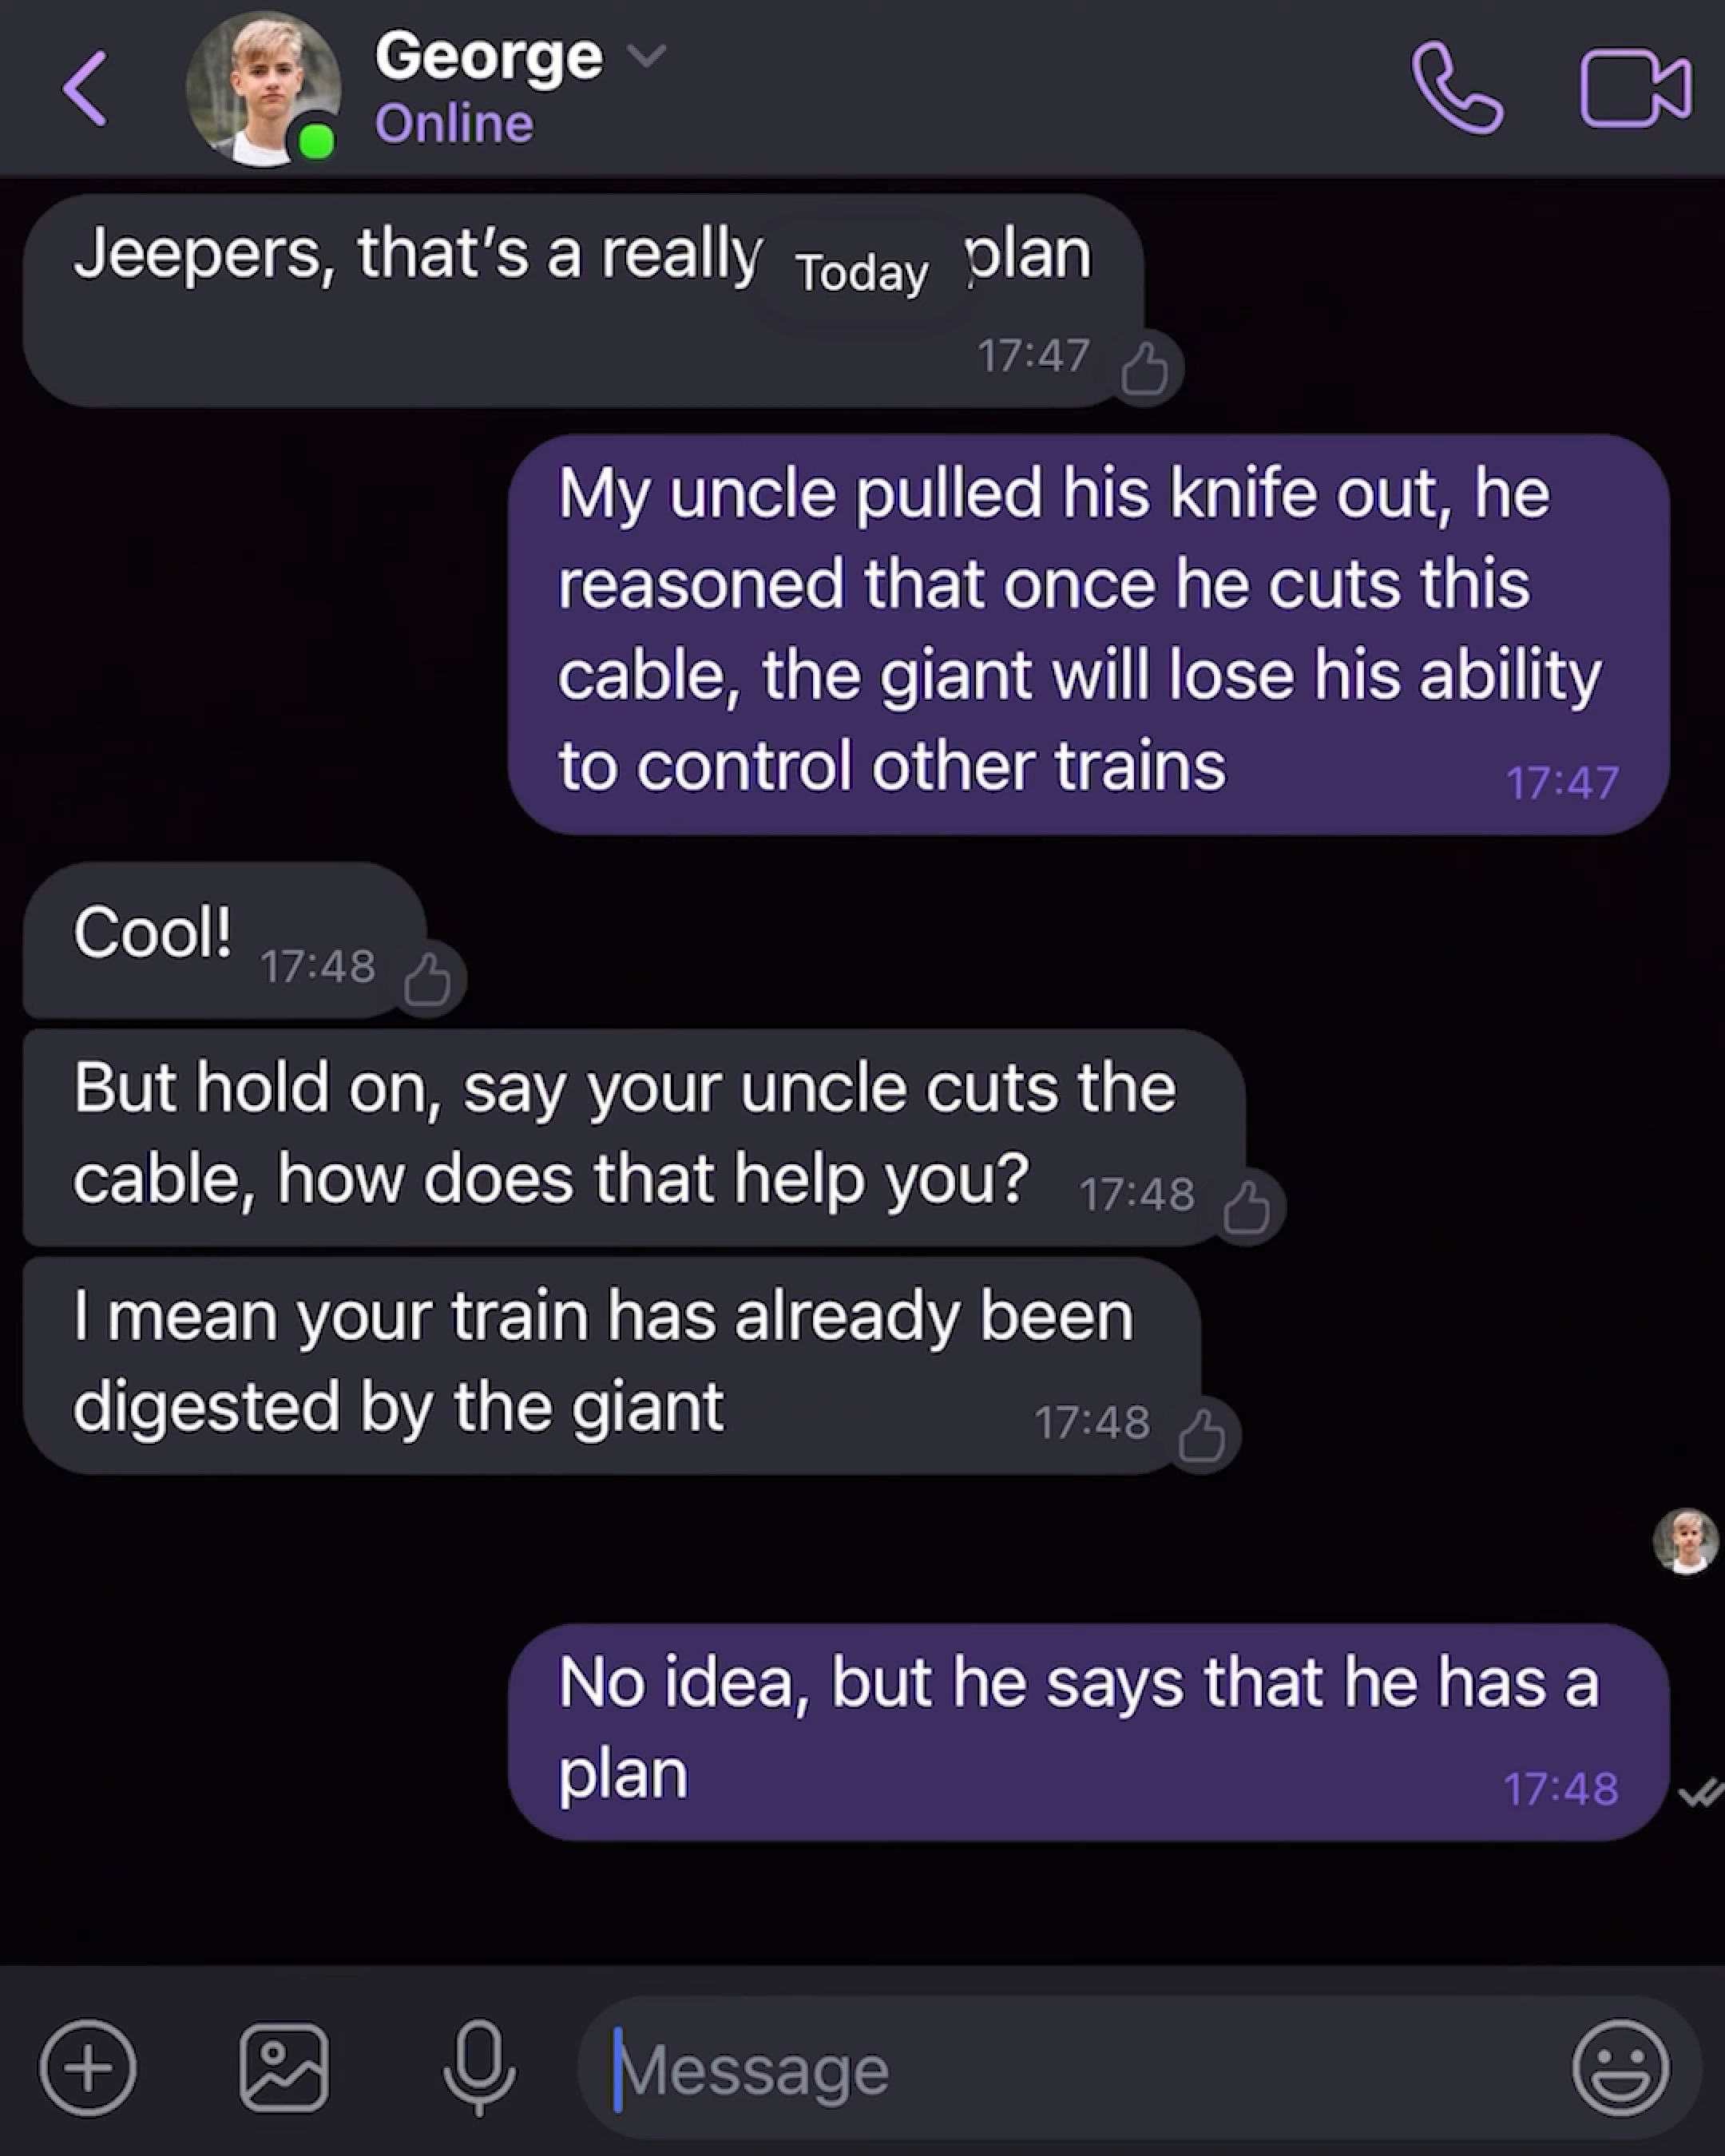 George
Online
Jeepers, that's a really plan
Today
17:47
My uncle pulled his knife out, he
reasoned that once he cuts this
cable, the giant will lose his ability
to control other trains
17:47
Cool!
17:48
But hold on, say your uncle cuts the
cable, how does that help you?
17:48
I mean your train has already been
digested by the giant
17:48
No idea, but he says that he has a
plan
17:48
Message